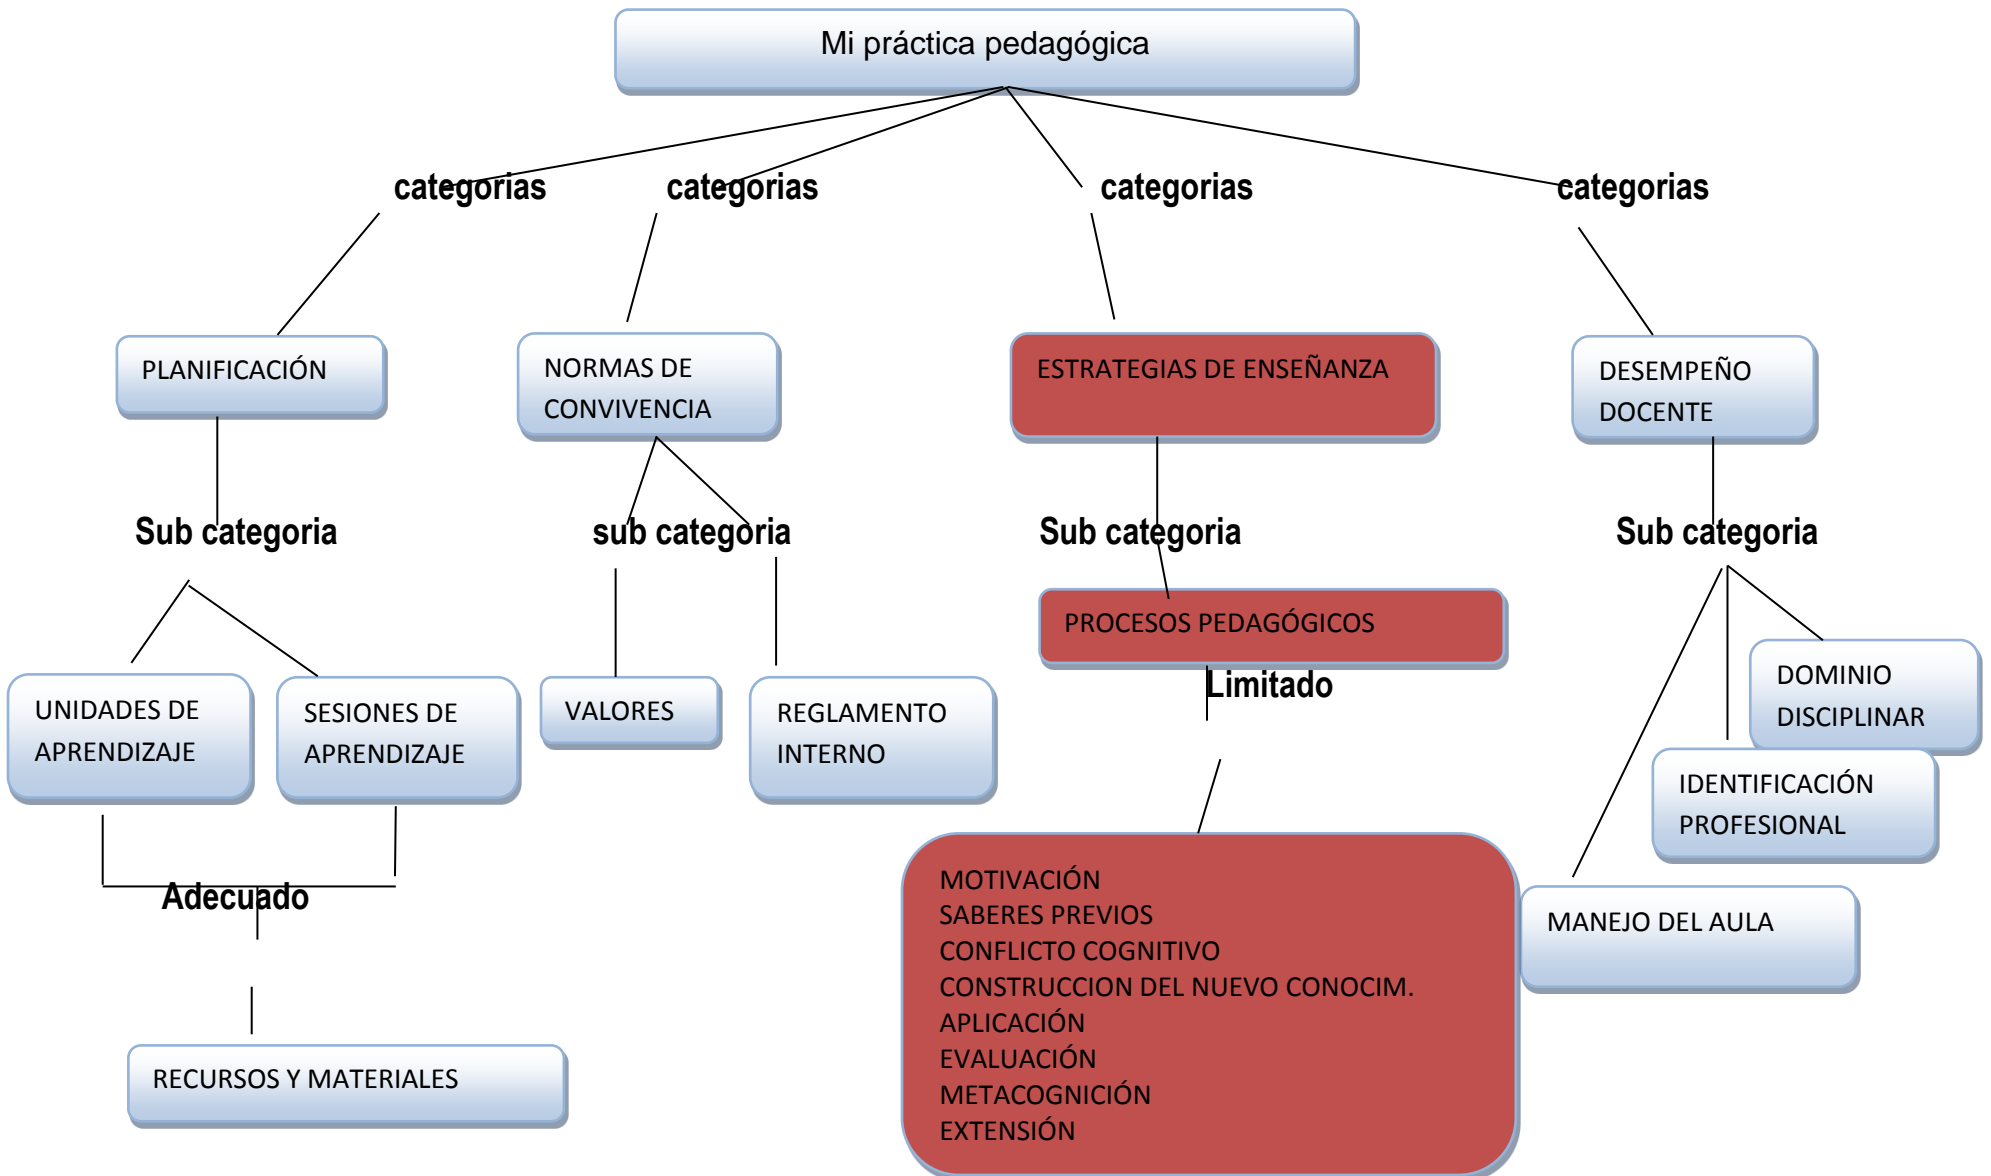 Mi práctica pedagógica
categorias
categorias
categorias
categorias
PLANIFICACIÓN
NORMAS DE
CONVIVENCIA
ESTRATEGIAS DE ENSEÑANZA
DESEMPEÑO
DOCENTE
Sub categoria
sub categoria
Sub categoria
Sub categoria
UNIDADES DE
APRENDIZAJE
SESIONES DE
APRENDIZAJE
VALORES
REGLAMENTO
INTERNO
PROCESOS PEDAGÓGICOS
Limitado
DOMINIO
DISCIPLINAR
IDENTIFICACIÓN
PROFESIONAL
MANEJO DEL AULA
Adecuado
RECURSOS Y MATERIALES
MOTIVACIÓN
SABERES PREVIOS
CONFLICTO COGNITIVO
CONSTRUCCION DEL NUEVO CONOCIM.
APLICACIÓN
EVALUACIÓN
METACOGNICIÓN
EXTENSIÓN